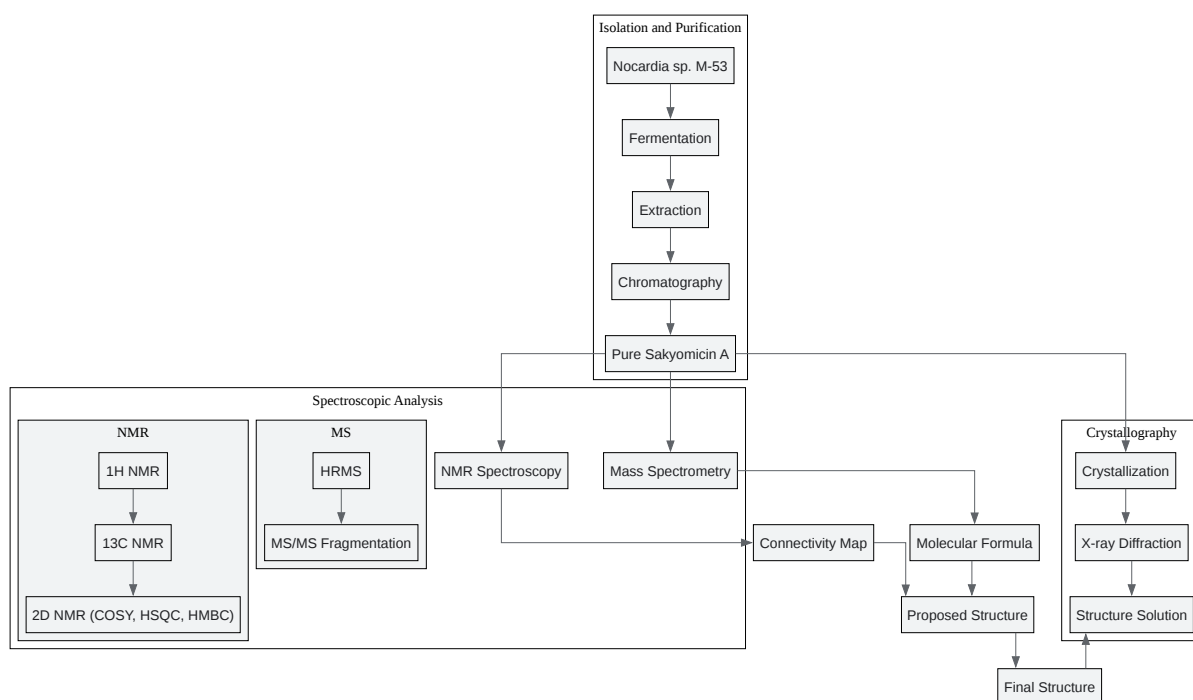 Isolation and Purification
Nocardia sp. M-53
Fermentation
Extraction
Chromatography
Pure Sakyomicin A
Spectroscopic Analysis
NMR
1H NMR
13C NMR
2D NMR (COSY, HSQC, HMBC)
MS
HRMS
MS/MS Fragmentation
NMR Spectroscopy
Mass Spectrometry
Connectivity Map
Molecular Formula
Proposed Structure
Crystallography
Crystallization
X-ray Diffraction
Structure Solution
Final Structure